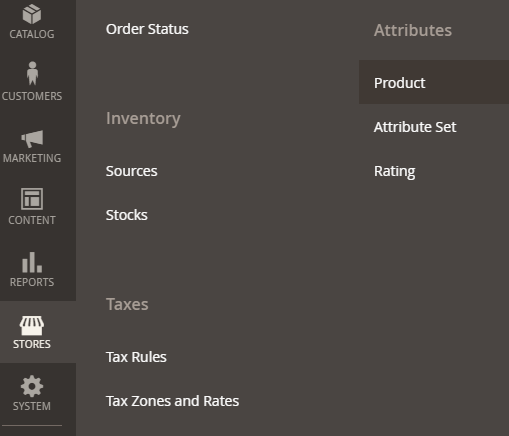 CATALOG
CUSTOMERS
MARKETING
CONTENT
REPORTS
STORES
SYSTEM
Order Status
Inventory
Sources
Stocks
Taxes
Tax Rules
Tax Zones and Rates
Attributes
Product
Attribute Set
Rating